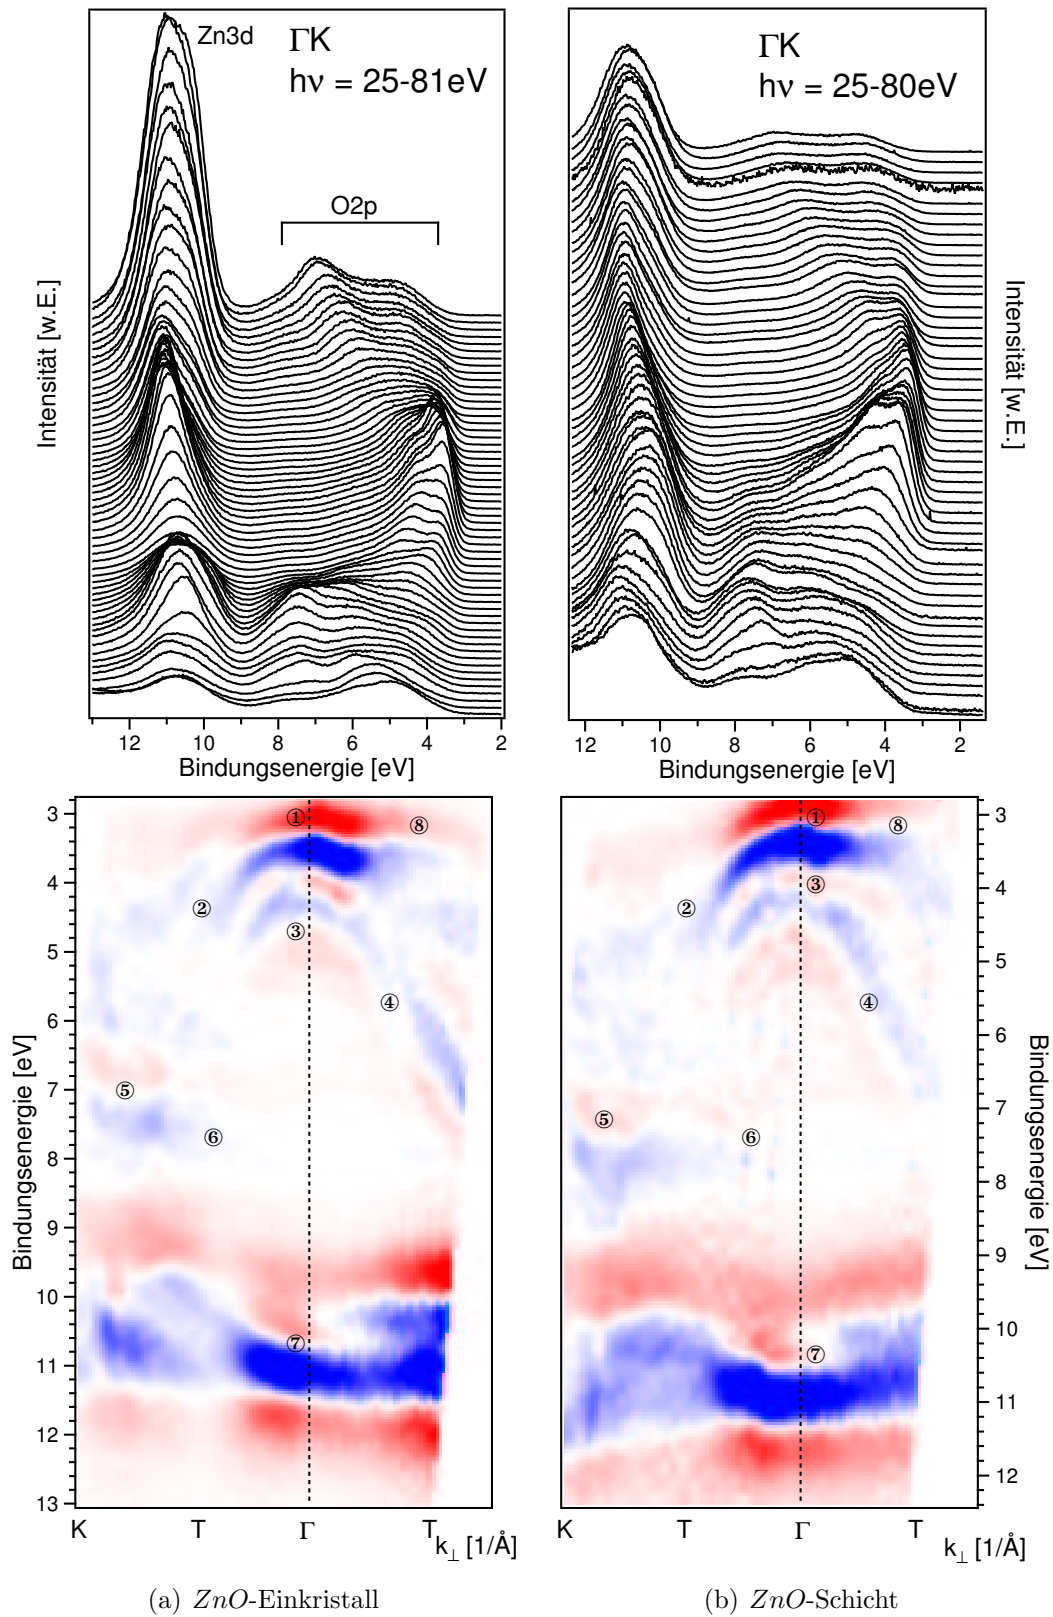 Zn3d
ΓK
hν = 25-81eV
O2p
Intensität [w.E.]
12 10 8 6 4 2
Bindungsenergie [eV]
ΓK
hν = 25-80eV
Intensität [w.E.]
12 10 8 6 4 2
Bindungsenergie [eV]
3
4
5
6
7
8
9
10
11
12
13
Bindungsenergie [eV]
①
⑧
②
③
④
⑤
⑥
⑦
K T Γ T
k⊥ [1/Å]
3
4
5
6
7
8
9
10
11
12
Bindungsenergie [eV]
①
⑧
③
②
④
⑤
⑥
⑦
K T Γ T
k⊥ [1/Å]
(a) ZnO-Einkristall
(b) ZnO-Schicht